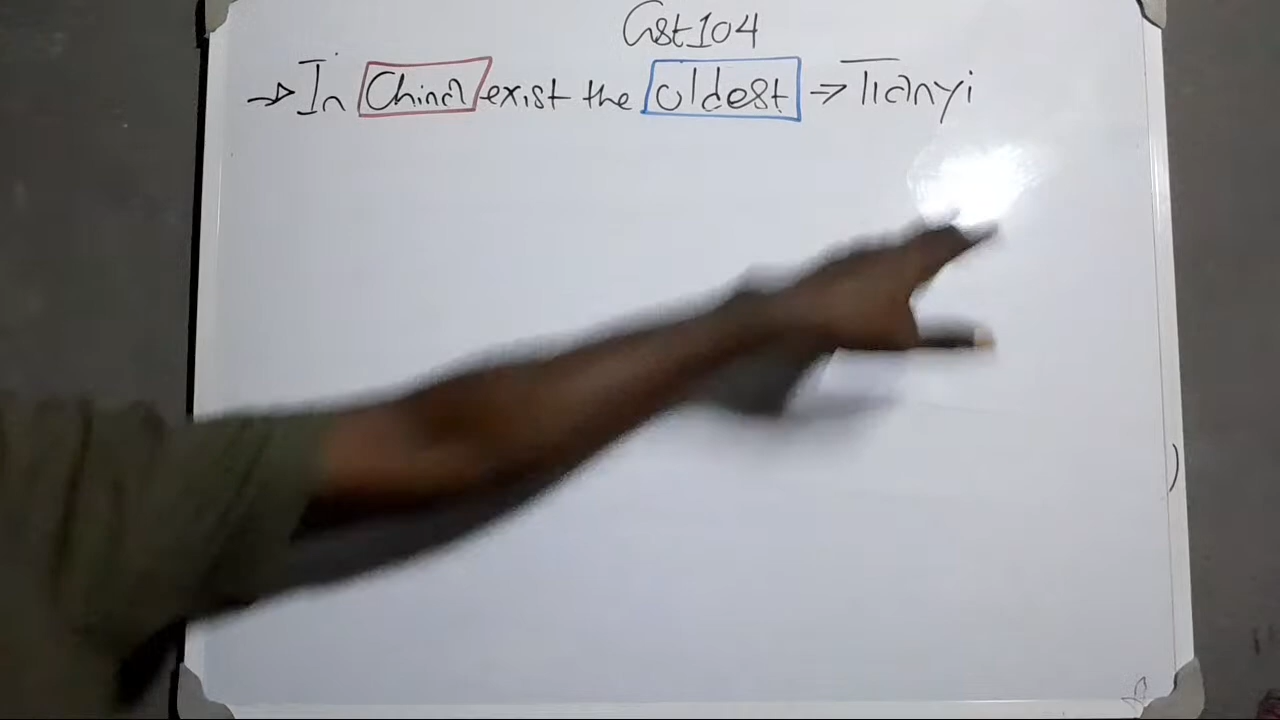 Gst104
→ In China exist the oldest → Tianyi